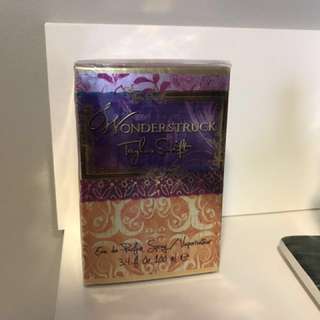 WONDERSTRUCK
Taylor Swift
Eau de Parfum Spray / Vaporisateur
3.4 fl oz 100 ml e